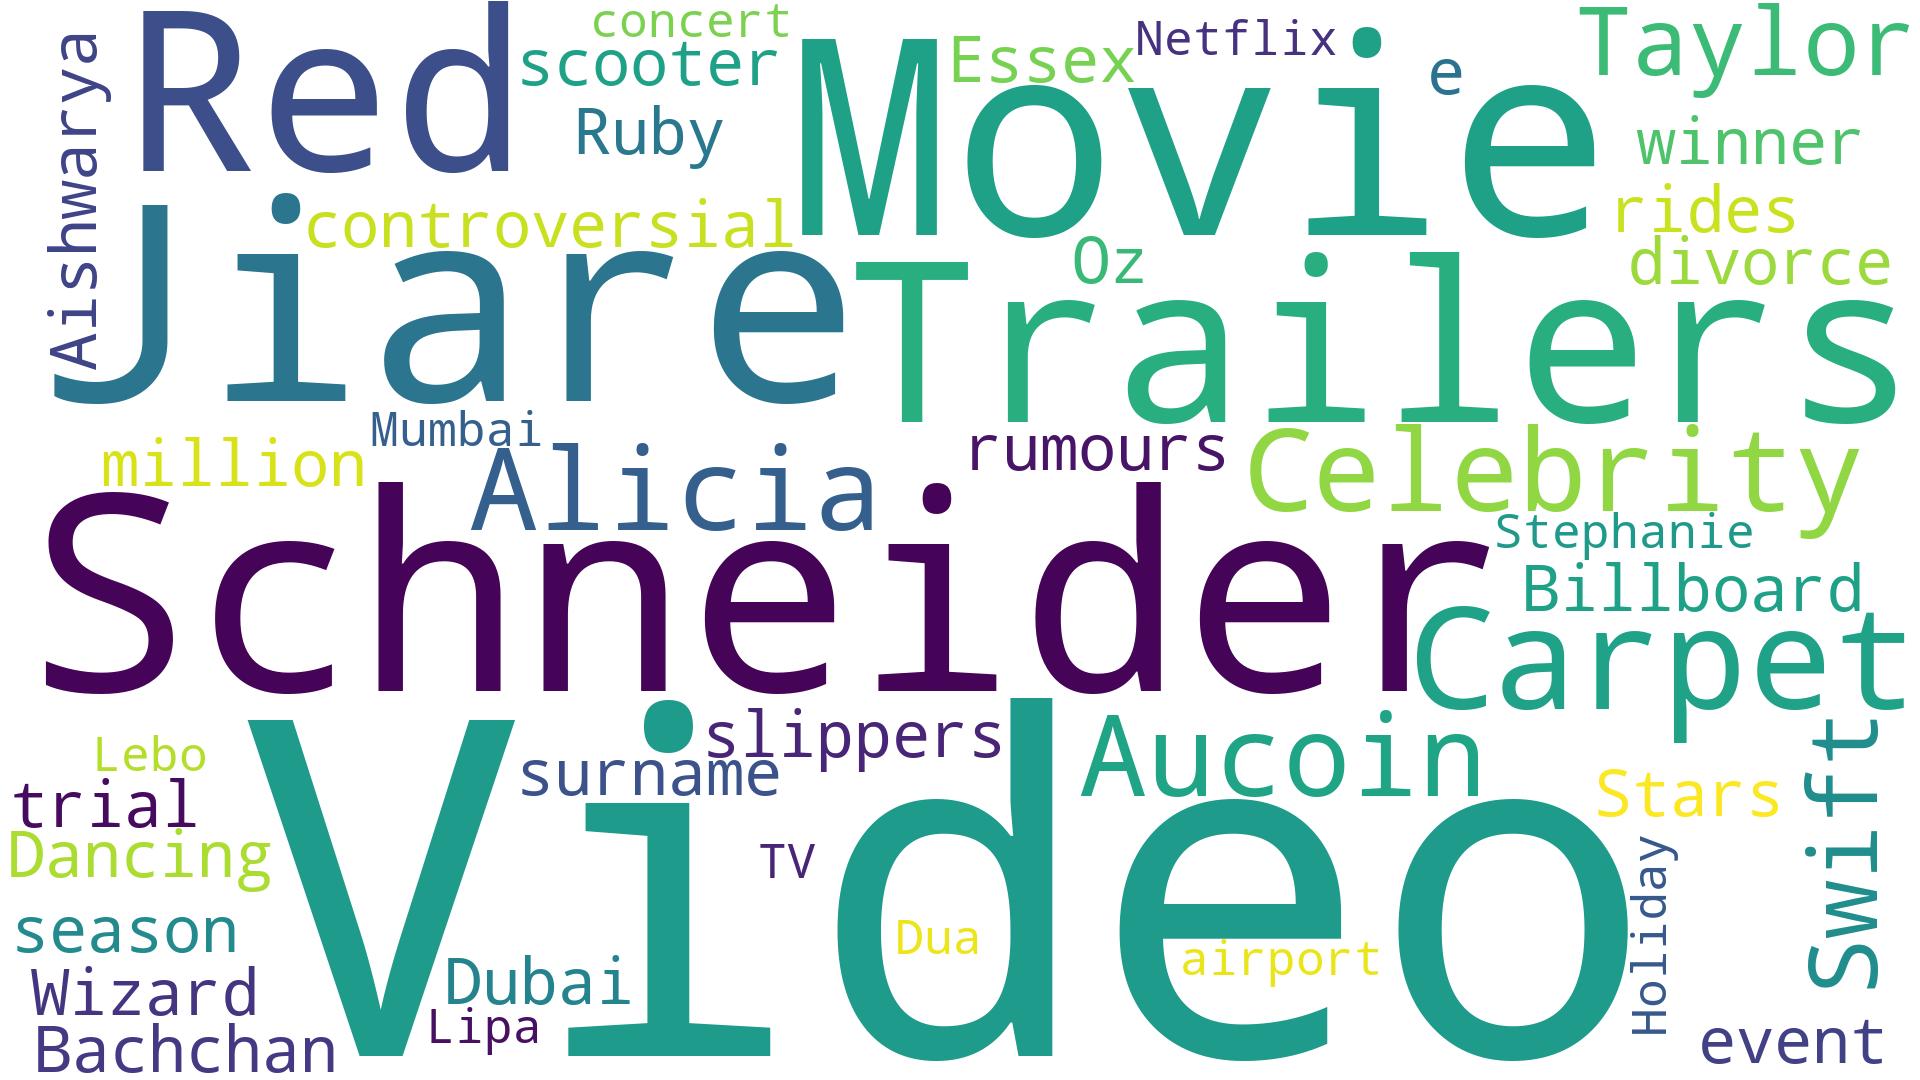 concert
Red
scooter
Essex
Netflix
e
Taylor
Aishwarya
Ruby
Movie
winner
controversial
rides
Jiare
Oz
divorce
Trailers
Mumbai
million
Alicia
rumours
Celebrity
Schneider
Stephanie
Billboard
Carpet
Lebo
slippers
Aucoin
surname
Stars
Swift
trial
Video
Dancing
TV
season
Dua
airport
Holiday
Wizard
Dubai
Lipa
Bachchan
event